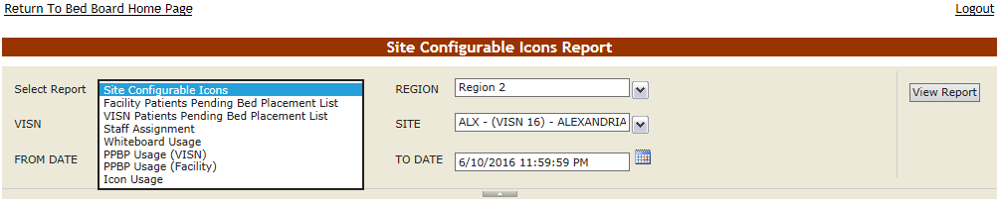 Return To Bed Board Home Page
Logout
Site Configurable Icons Report
Select Report
Site Configurable Icons
Facility Patients Pending Bed Placement List
VISN Patients Pending Bed Placement List
Staff Assignment
Whiteboard Usage
PPBP Usage (VISN)
PPBP Usage (Facility)
Icon Usage
REGION
Region 2
View Report
VISN
SITE
ALX - (VISN 16) - ALEXANDRIA
FROM DATE
TO DATE
6/10/2016 11:59:59 PM